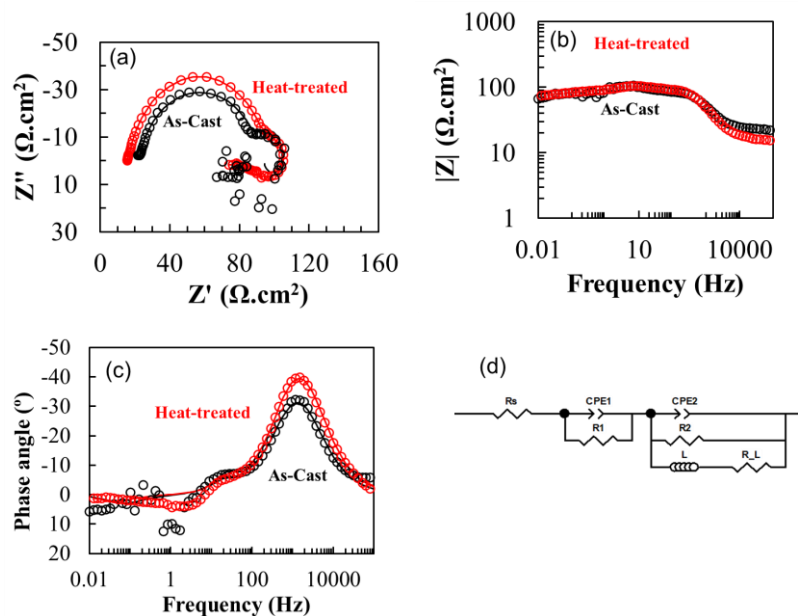 (a)
-50
-30
-10
10
30
Z" (Ω.cm²)
Heat-treated
As-Cast
0 40 80 120 160
Z' (Ω.cm²)
(b)
1000
100
10
1
|Z| (Ω.cm²)
Heat-treated
As-Cast
0.01 10 10000
Frequency (Hz)
(c)
-50
-40
-30
-20
-10
0
10
20
Phase angle (º)
Heat-treated
As-Cast
0.01 1 100 10000
Frequency (Hz)
(d)
Rs CPE1 CPE2
R1 R2
L R_L